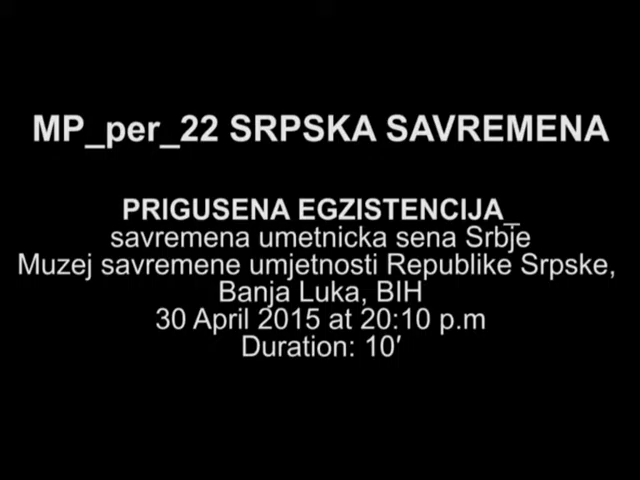 MP_per_22 SRPSKA SAVREMENA
PRIGUSENA EGZISTENCIJA_
savremena umetnicka sena Srbje
Muzej savremene umjetnosti Republike Srpske,
Banja Luka, BIH
30 April 2015 at 20:10 p.m
Duration: 10′